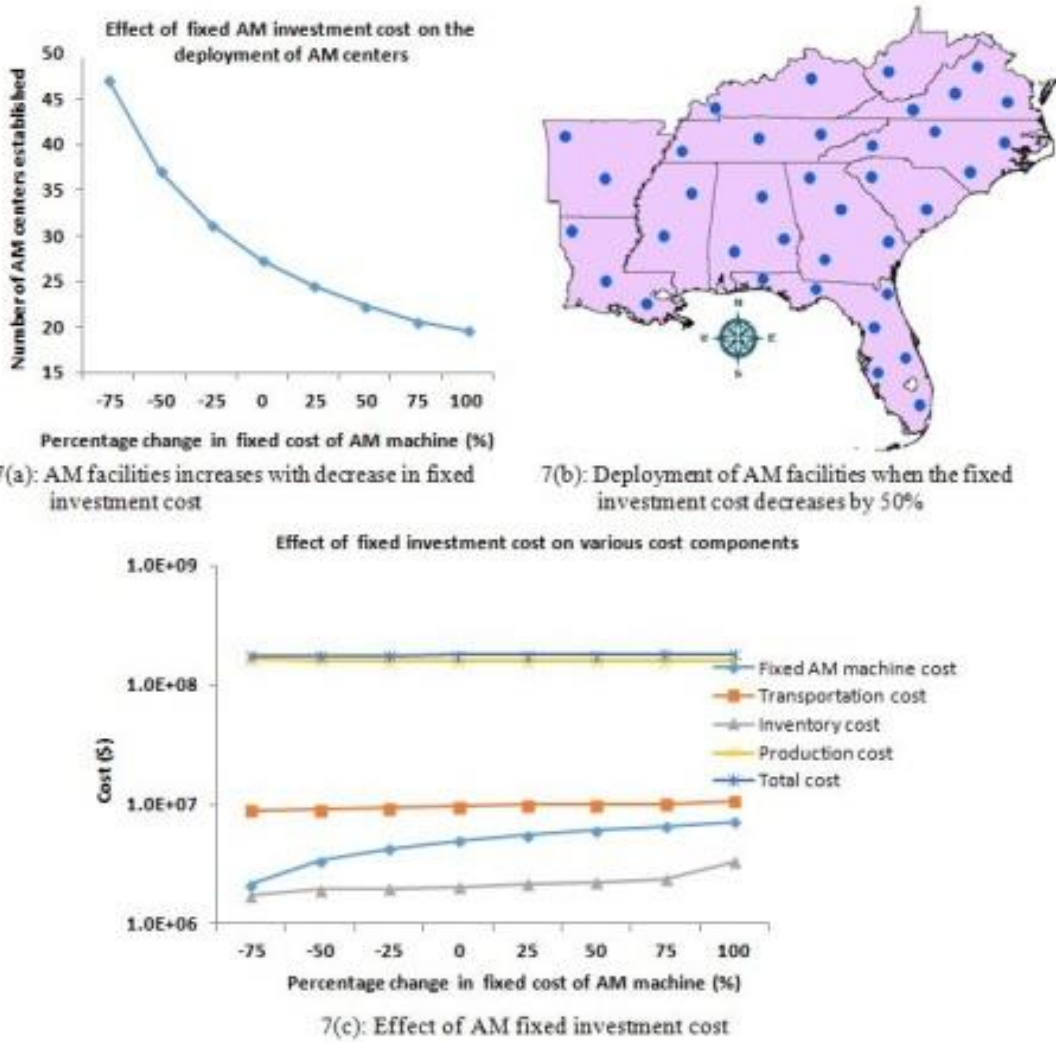 Effect of fixed AM investment cost on the
deployment of AM centers
Number of AM centers established
50
45
40
35
30
25
20
15
-75 -50 -25 0 25 50 75 100
Percentage change in fixed cost of AM machine (%)
7(a): AM facilities increases with decrease in fixed
investment cost
N
E
S
7(b): Deployment of AM facilities when the fixed
investment cost decreases by 50%
Effect of fixed investment cost on various cost components
Cost ($)
1.0E+09
1.0E+08
1.0E+07
1.0E+06
Fixed AM machine cost
Transportation cost
Inventory cost
Production cost
Total cost
-75 -50 -25 0 25 50 75 100
Percentage change in fixed cost of AM machine (%)
7(c): Effect of AM fixed investment cost